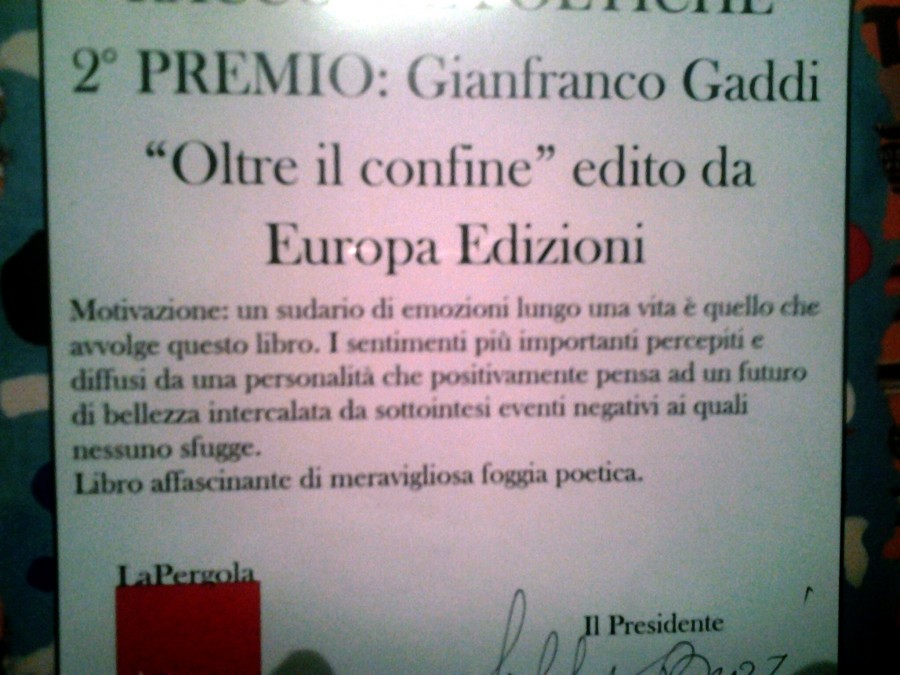 2° PREMIO: Gianfranco Gaddi
“Oltre il confine” edito da
Europa Edizioni
Motivazione: un sudario di emozioni lungo una vita è quello che
avvolge questo libro. I sentimenti più importanti percepiti e
diffusi da una personalità che positivamente pensa ad un futuro
di bellezza intercalata da sottointesi eventi negativi ai quali
nessuno sfugge.
Libro affascinante di meravigliosa foggia poetica.
LaPergola
Il Presidente